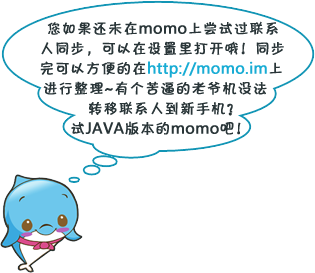 您如果还未在momo上尝试过联系
人同步，可以在设置里打开哦！同步
完可以方便的在http://momo.im上
进行整理~有个苦逼的老爷机没法
转移联系人到新手机？
试JAVA版本的momo吧！